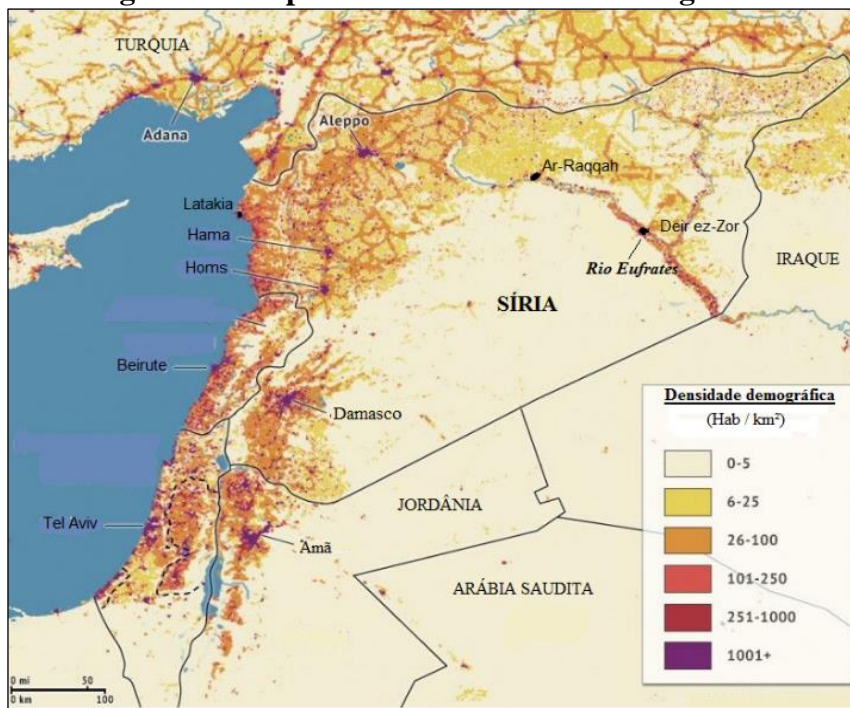 TURQUIA
Adana
Aleppo
Ar-Raqqah
Latakia
Deir ez-Zor
Hama
Rio Eufrates
IRAQUE
Homs
SÍRIA
Beirute
Damasco
JORDÂNIA
Tel Aviv
Amã
ARÁBIA SAUDITA
Densidade demográfica
(Hab / km²)
0-5
6-25
26-100
101-250
251-1000
1001+
0 mi 50
0 km 100